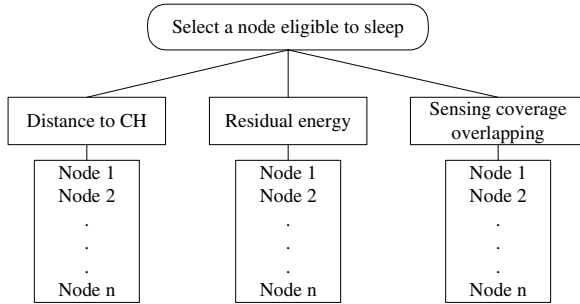 Select a node eligible to sleep
Distance to CH
Residual energy
Sensing coverage
overlapping
Node 1
Node 2
.
.
.
Node n
Node 1
Node 2
.
.
.
Node n
Node 1
Node 2
.
.
.
Node n